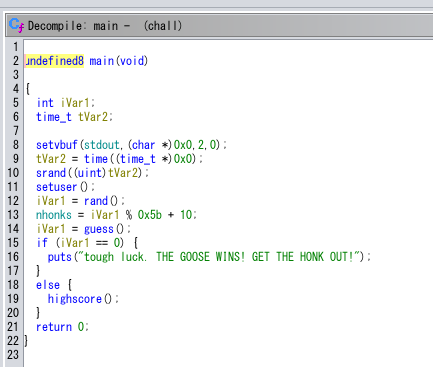 Decompile: main - (chall)
1
2 undefined8 main(void)
3
4 {
5 int iVar1;
6 time_t tVar2;
7
8 setvbuf(stdout,(char *)0x0,2,0);
9 tVar2 = time((time_t *)0x0);
10 srand((uint)tVar2);
11 setuser();
12 iVar1 = rand();
13 nhonks = iVar1 % 0x5b + 10;
14 iVar1 = guess();
15 if (iVar1 == 0) {
16 puts("tough luck. THE GOOSE WINS! GET THE HONK OUT!");
17 }
18 else {
19 highscore();
20 }
21 return 0;
22 }
23